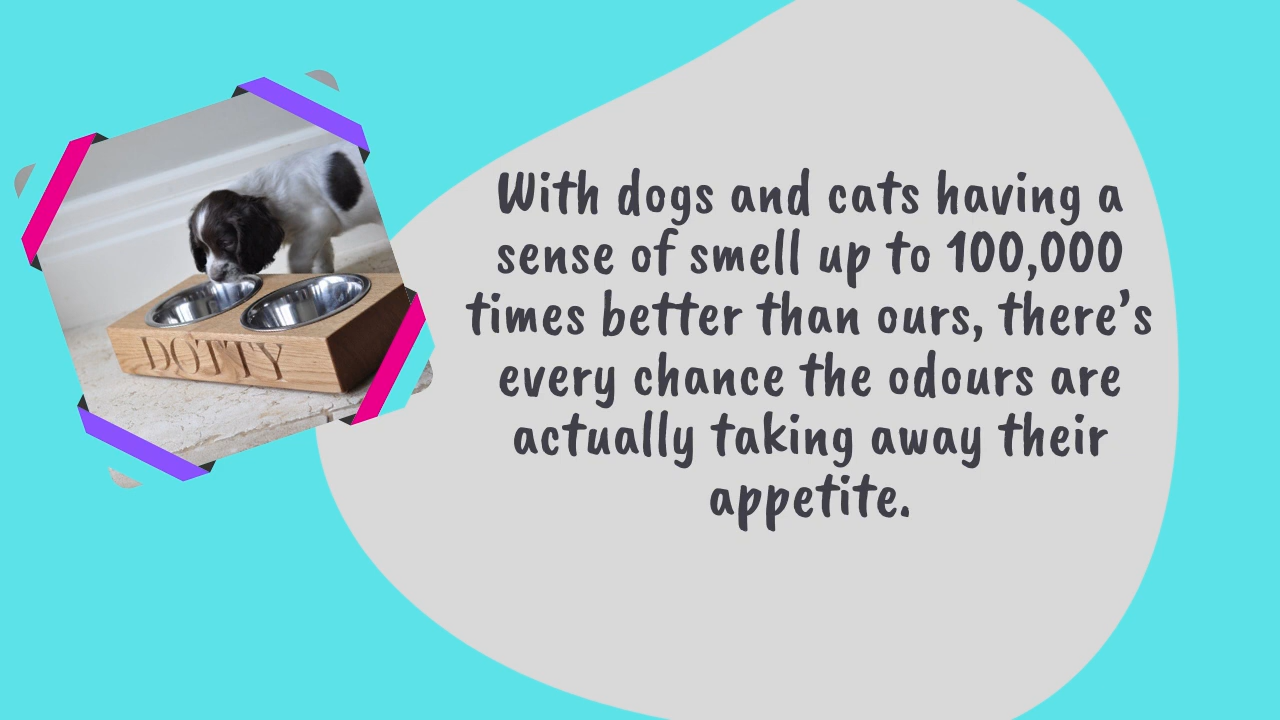 DOTTY
With dogs and cats having a
sense of smell up to 100,000
times better than ours, there’s
every chance the odours are
actually taking away their
appetite.